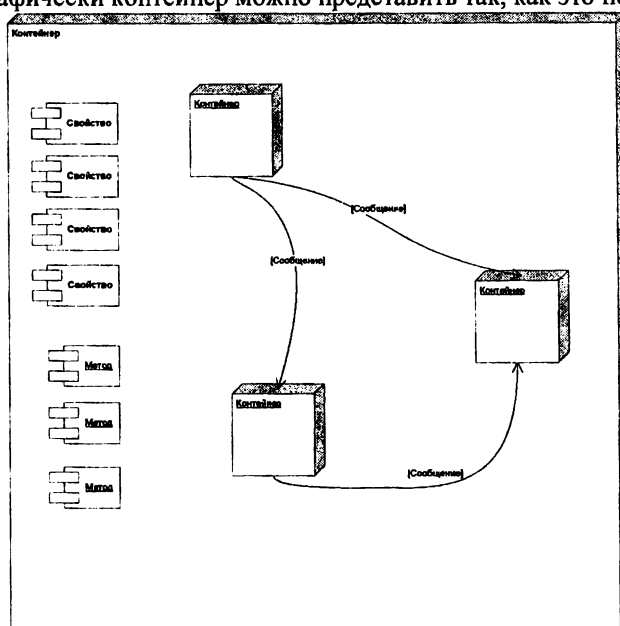 афически контейнер можно представить так, как это по
Контейнер
Контейнер
Свойство
Свойство
Свойство
Свойство
[Сообщение]
[Сообщение]
Контейнер
Метод
Метод
Метод
Контейнер
[Сообщение]